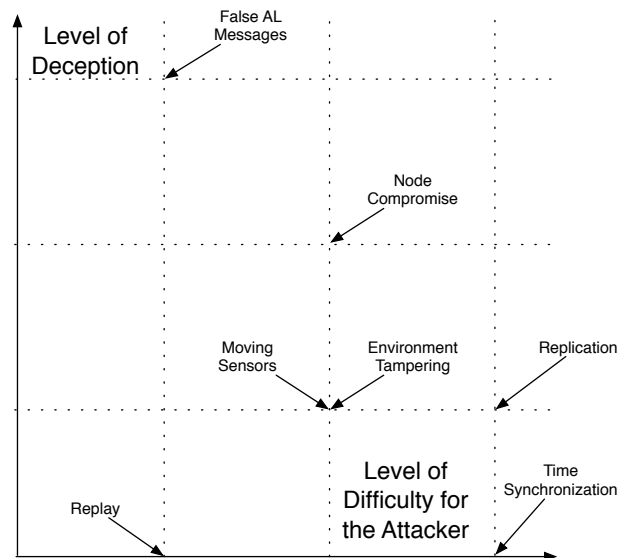 False AL
Messages
Level of
Deception
Node
Compromise
Moving
Sensors
Environment
Tampering
Replication
Level of
Difficulty for
the Attacker
Time
Synchronization
Replay